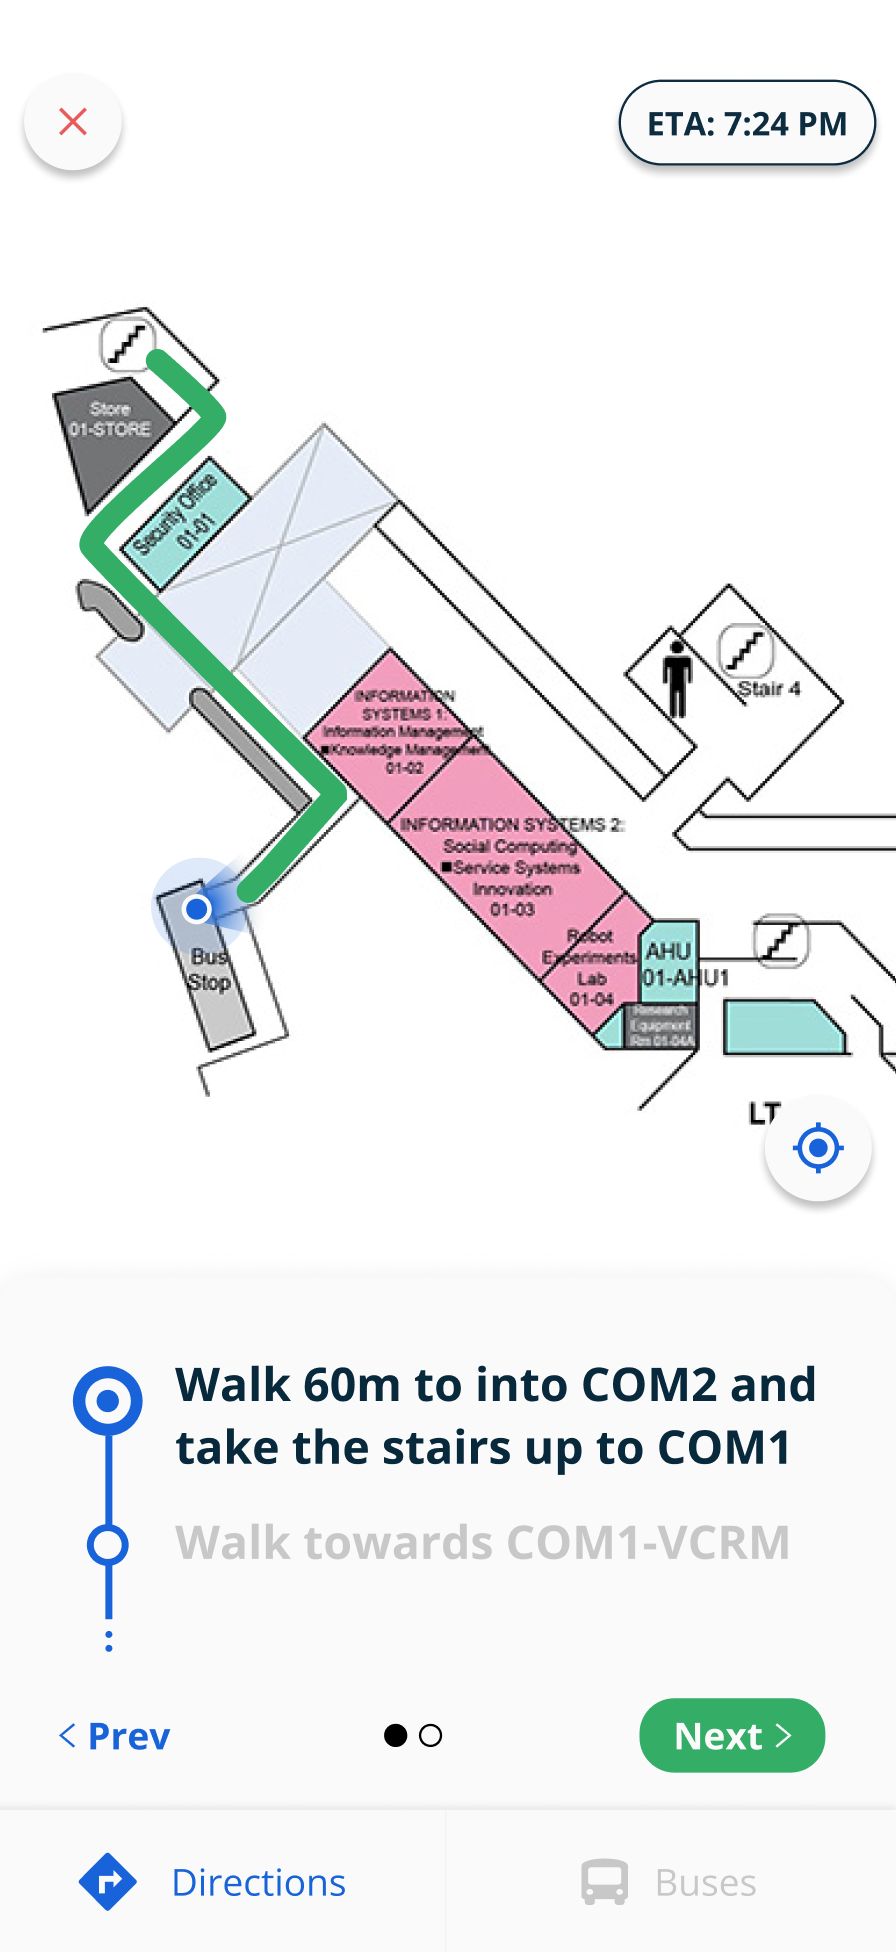 ETA: 7:24 PM
Store
01-STORE
Security Office
01-01
Stair 4
INFORMATION
SYSTEMS 1:
Information Management
■Knowledge Management
01-02
INFORMATION SYSTEMS 2:
Social Computing
■Service Systems
Innovation
01-03
Robot
Experiments
Lab
01-04
AHU
01-AHU1
Research
Equipment
Rm 01-04A
Bus
Stop
LT
Walk 60m to into COM2 and
take the stairs up to COM1
Walk towards COM1-VCRM
< Prev
Next >
Directions
Buses